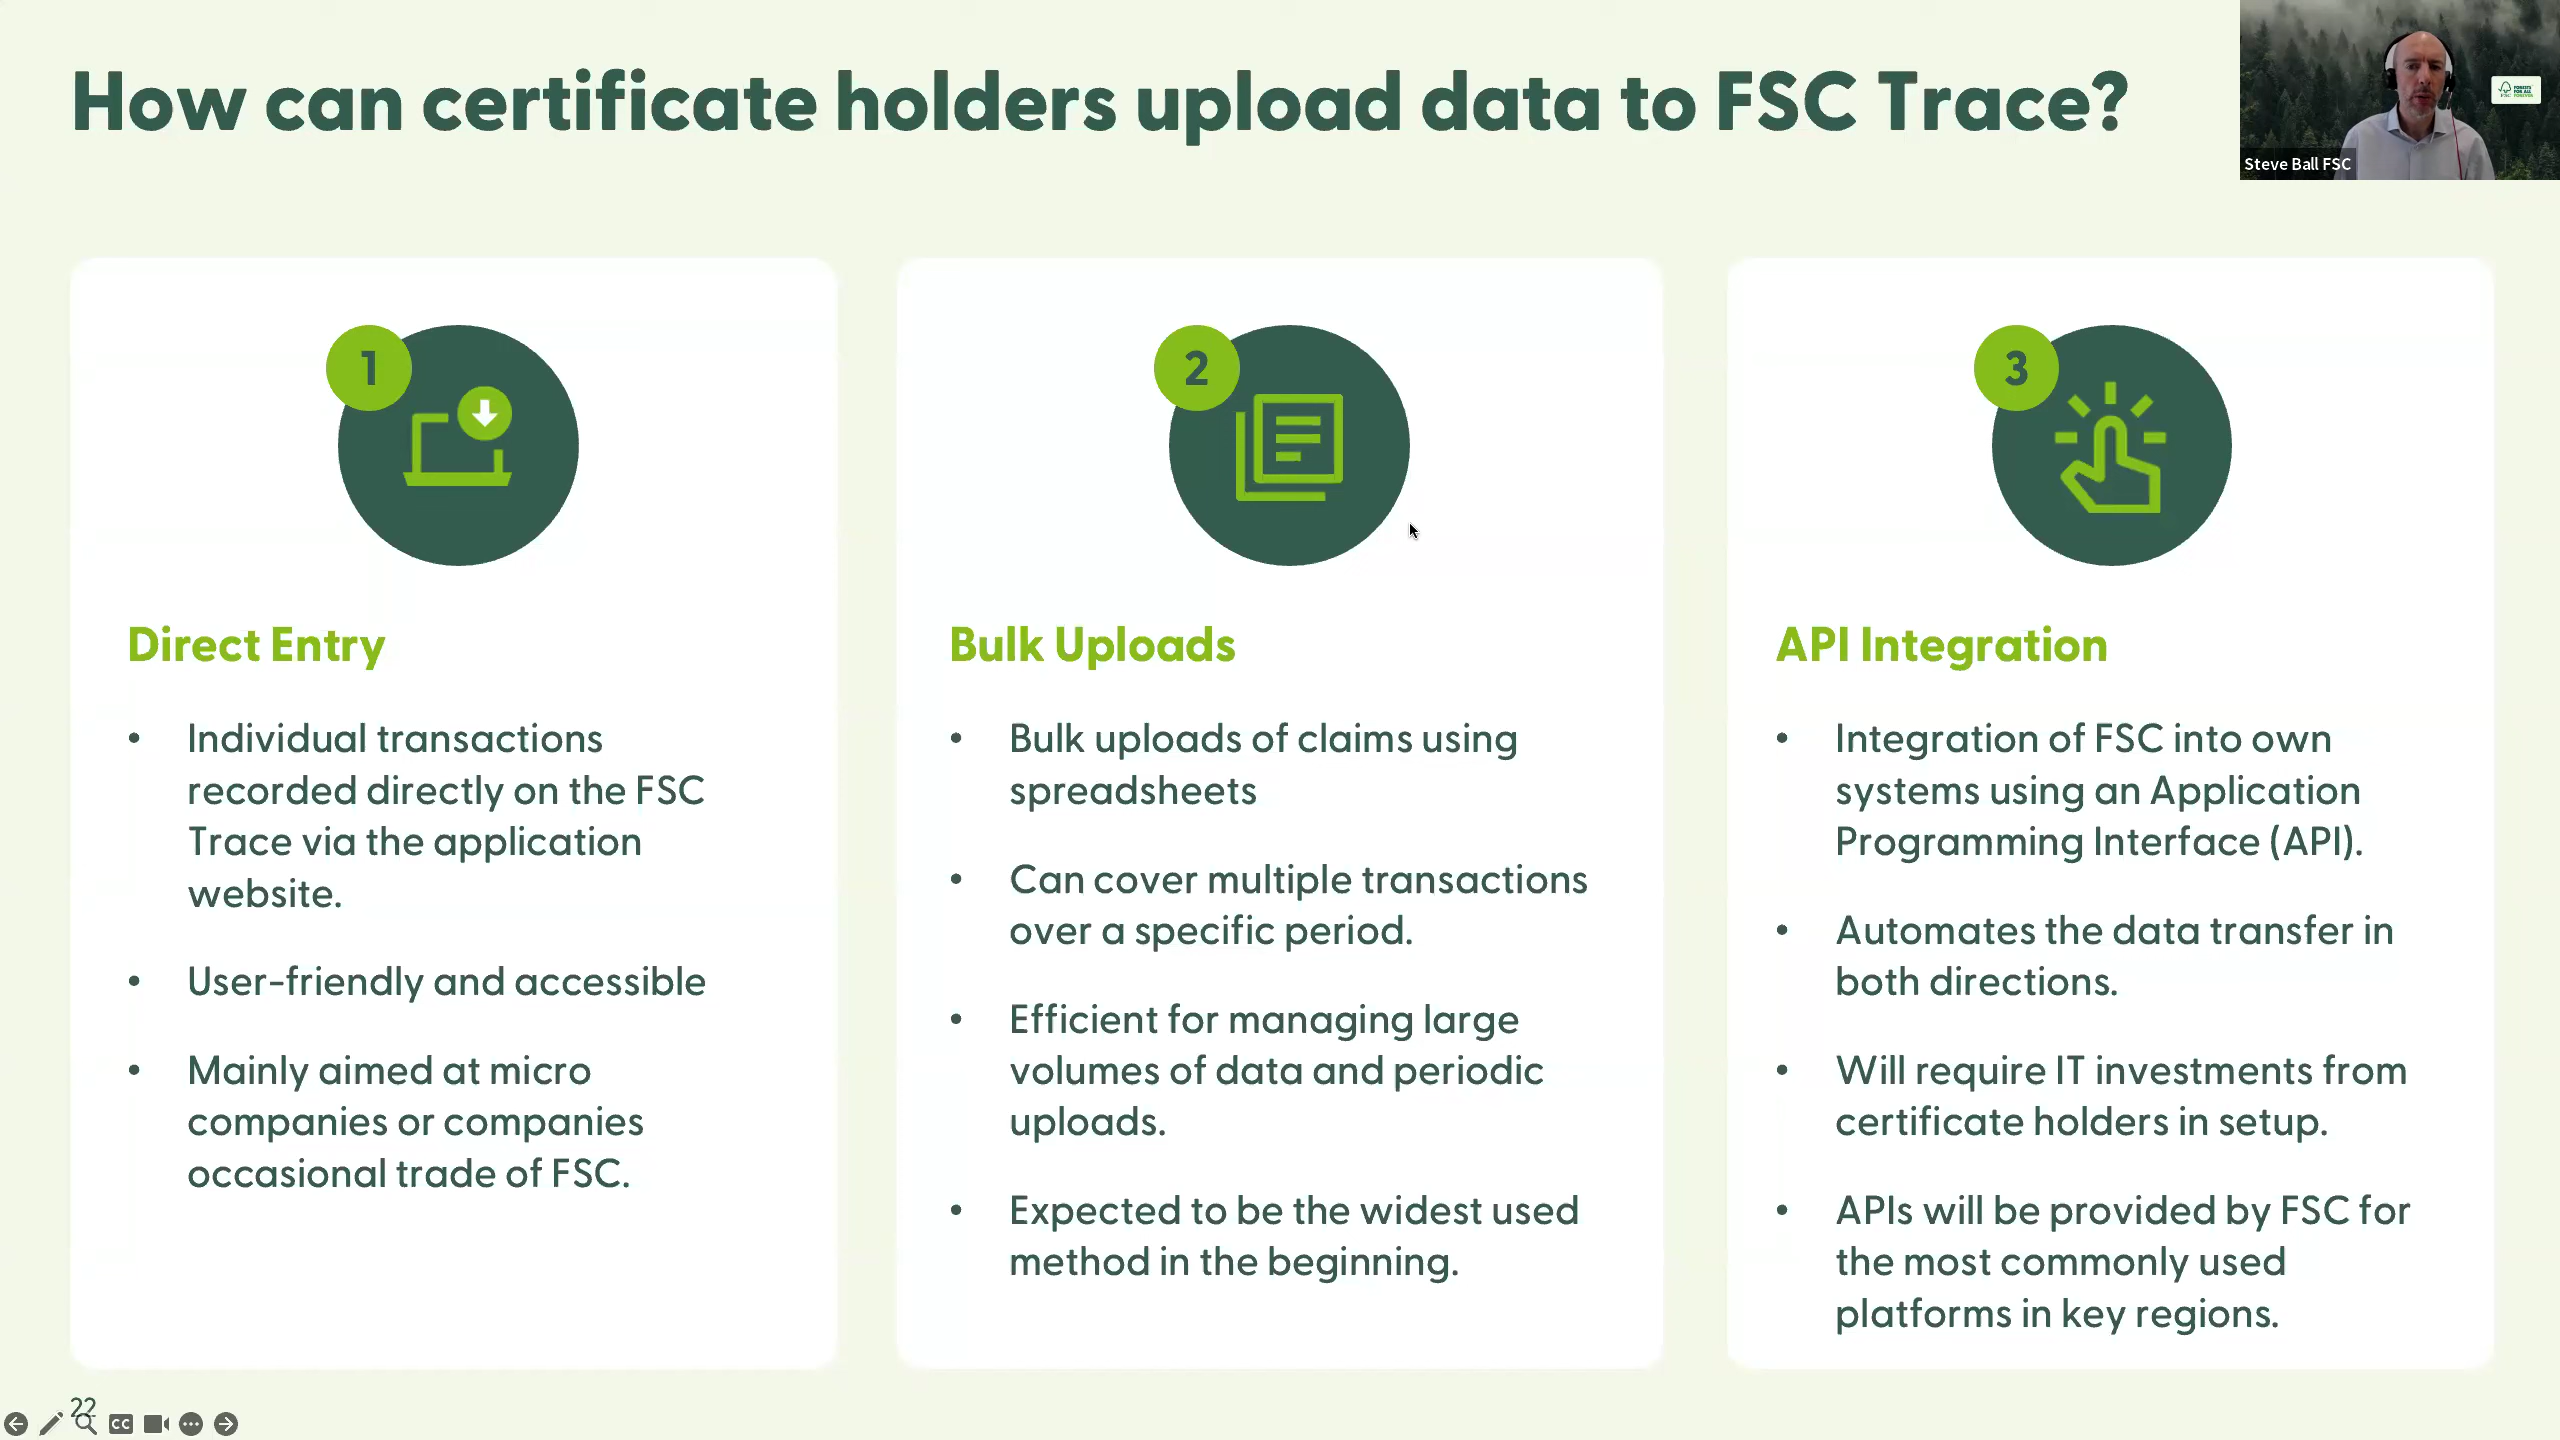 How can certificate holders upload data to FSC Trace?
Steve Ball FSC
1
Direct Entry
• Individual transactions
recorded directly on the FSC
Trace via the application
website.
• User-friendly and accessible
• Mainly aimed at micro
companies or companies
occasional trade of FSC.
2
Bulk Uploads
• Bulk uploads of claims using
spreadsheets
• Can cover multiple transactions
over a specific period.
• Efficient for managing large
volumes of data and periodic
uploads.
• Expected to be the widest used
method in the beginning.
3
API Integration
• Integration of FSC into own
systems using an Application
Programming Interface (API).
• Automates the data transfer in
both directions.
• Will require IT investments from
certificate holders in setup.
• APIs will be provided by FSC for
the most commonly used
platforms in key regions.
22
CC